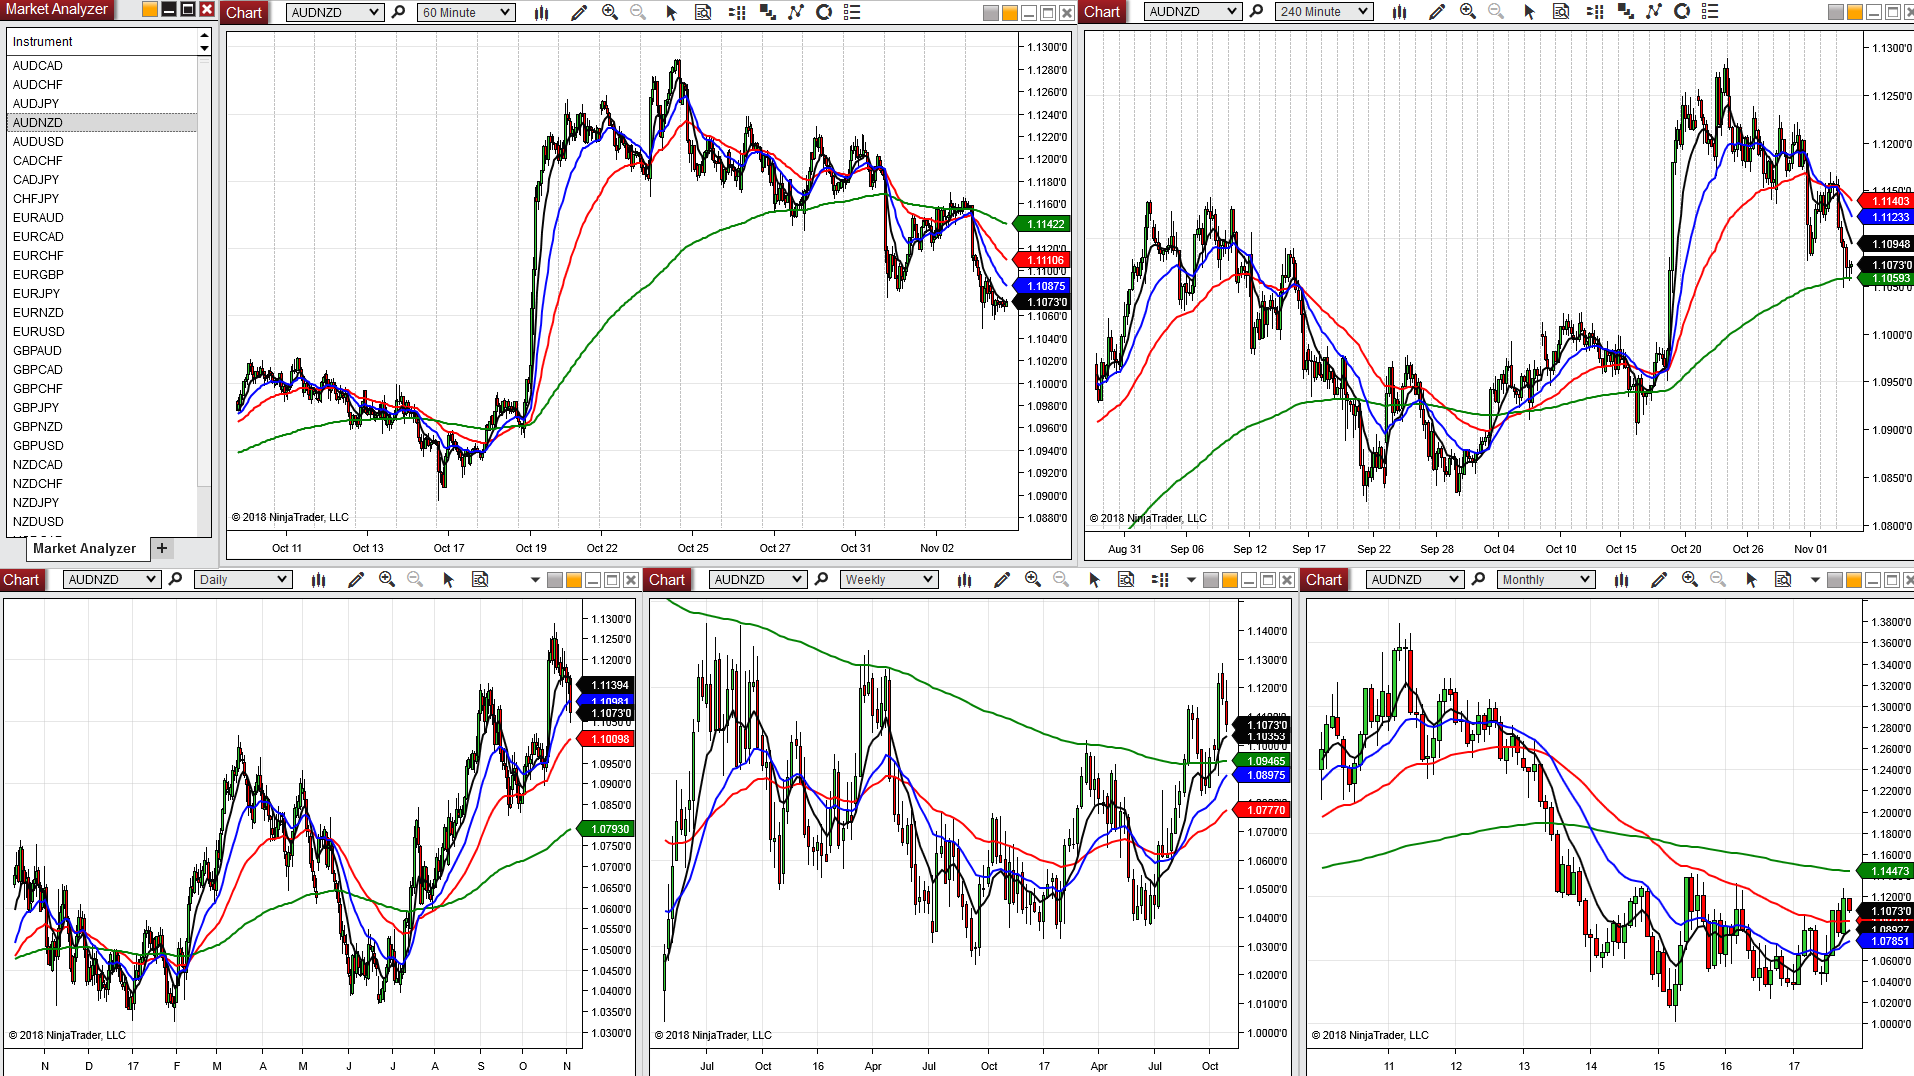 Market Analyzer
Instrument
AUDCAD
AUDCHF
AUDJPY
AUDNZD
AUDUSD
CADCHF
CADJPY
CHFJPY
EURAUD
EURCAD
EURCHF
EURGBP
EURJPY
EURNZD
EURUSD
GBPAUD
GBPCAD
GBPCHF
GBPJPY
GBPNZD
GBPUSD
NZDCAD
NZDCHF
NZDJPY
NZDUSD
Market Analyzer +
Chart AUDNZD 60 Minute
1.1300'0
1.1280'0
1.1260'0
1.1240'0
1.1220'0
1.1200'0
1.1180'0
1.1160'0
1.11422
1.1120'0
1.11106
1.1100'0
1.10875
1.1073'0
1.1060'0
1.1040'0
1.1020'0
1.1000'0
1.0980'0
1.0960'0
1.0940'0
1.0920'0
1.0900'0
1.0880'0
© 2018 NinjaTrader, LLC
Oct 11 Oct 13 Oct 17 Oct 19 Oct 22 Oct 25 Oct 27 Oct 31 Nov 02
Chart AUDNZD 240 Minute
1.1300'0
1.1250'0
1.1200'0
1.11403
1.11233
1.10948
1.1073'0
1.10593
1.1000'0
1.0950'0
1.0900'0
1.0850'0
1.0800'0
© 2018 NinjaTrader, LLC
Aug 31 Sep 06 Sep 12 Sep 17 Sep 22 Sep 28 Oct 04 Oct 10 Oct 15 Oct 20 Oct 26 Nov 01
Chart AUDNZD Daily
1.1300'0
1.1250'0
1.1200'0
1.11394
1.10981
1.1073'0
1.10098
1.0950'0
1.0900'0
1.0850'0
1.07930
1.0750'0
1.0700'0
1.0650'0
1.0600'0
1.0550'0
1.0500'0
1.0450'0
1.0400'0
1.0350'0
1.0300'0
© 2018 NinjaTrader, LLC
N D 17 F M A M J J A S O N
Chart AUDNZD Weekly
1.1400'0
1.1300'0
1.1200'0
1.1073'0
1.10353
1.1000'0
1.09465
1.08975
1.07770
1.0700'0
1.0600'0
1.0500'0
1.0400'0
1.0300'0
1.0200'0
1.0100'0
1.0000'0
© 2018 NinjaTrader, LLC
Jul Oct 16 Apr Jul Oct 17 Apr Jul Oct
Chart AUDNZD Monthly
1.3800'0
1.3600'0
1.3400'0
1.3200'0
1.3000'0
1.2800'0
1.2600'0
1.2400'0
1.2200'0
1.2000'0
1.1800'0
1.1600'0
1.14473
1.1200'0
1.1073'0
1.08927
1.07851
1.0600'0
1.0400'0
1.0200'0
1.0000'0
© 2018 NinjaTrader, LLC
11 12 13 14 15 16 17